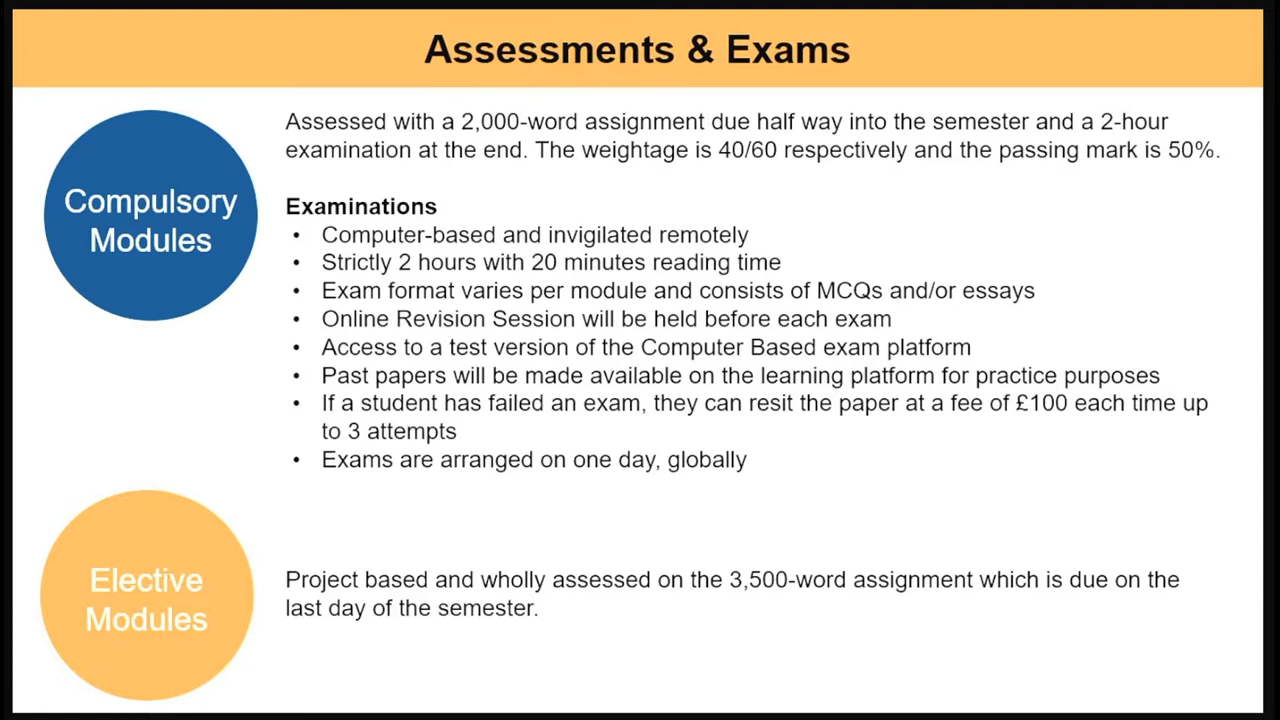 Assessments & Exams
Compulsory
Modules
Assessed with a 2,000-word assignment due half way into the semester and a 2-hour
examination at the end. The weightage is 40/60 respectively and the passing mark is 50%.
Examinations
• Computer-based and invigilated remotely
• Strictly 2 hours with 20 minutes reading time
• Exam format varies per module and consists of MCQs and/or essays
• Online Revision Session will be held before each exam
• Access to a test version of the Computer Based exam platform
• Past papers will be made available on the learning platform for practice purposes
• If a student has failed an exam, they can resit the paper at a fee of £100 each time up
to 3 attempts
• Exams are arranged on one day, globally
Elective
Modules
Project based and wholly assessed on the 3,500-word assignment which is due on the
last day of the semester.